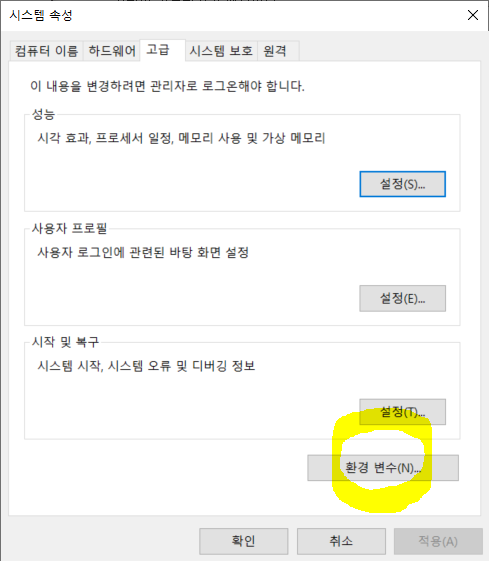 시스템 속성
컴퓨터 이름 하드웨어 고급 시스템 보호 원격
이 내용을 변경하려면 관리자로 로그온해야 합니다.
성능
시각 효과, 프로세서 일정, 메모리 사용 및 가상 메모리
설정(S)...
사용자 프로필
사용자 로그인에 관련된 바탕 화면 설정
설정(E)...
시작 및 복구
시스템 시작, 시스템 오류 및 디버깅 정보
설정(T)...
환경 변수(N)...
확인 취소 적용(A)